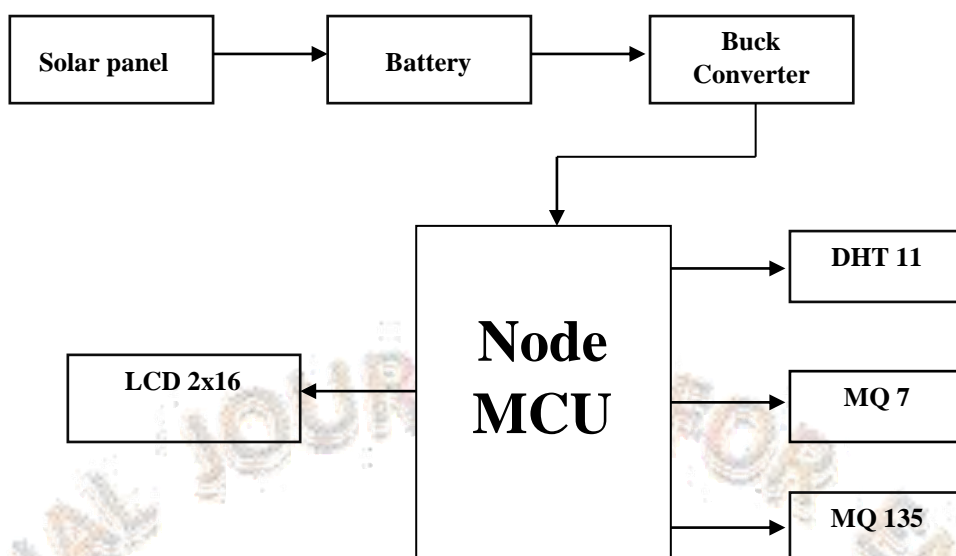 Solar panel
Battery
Buck
Converter
DHT 11
Node
MCU
LCD 2x16
MQ 7
MQ 135